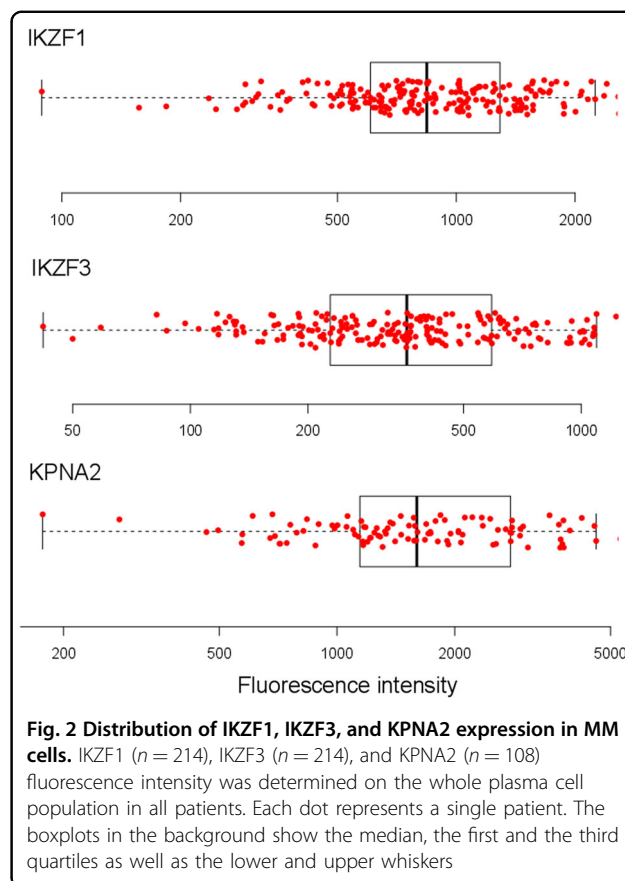 IKZF1
100 200 500 1000 2000
IKZF3
50 100 200 500 1000
KPNA2
200 500 1000 2000 5000
Fluorescence intensity
Fig. 2 Distribution of IKZF1, IKZF3, and KPNA2 expression in MM
cells. IKZF1 (n = 214), IKZF3 (n = 214), and KPNA2 (n = 108)
fluorescence intensity was determined on the whole plasma cell
population in all patients. Each dot represents a single patient. The
boxplots in the background show the median, the first and the third
quartiles as well as the lower and upper whiskers